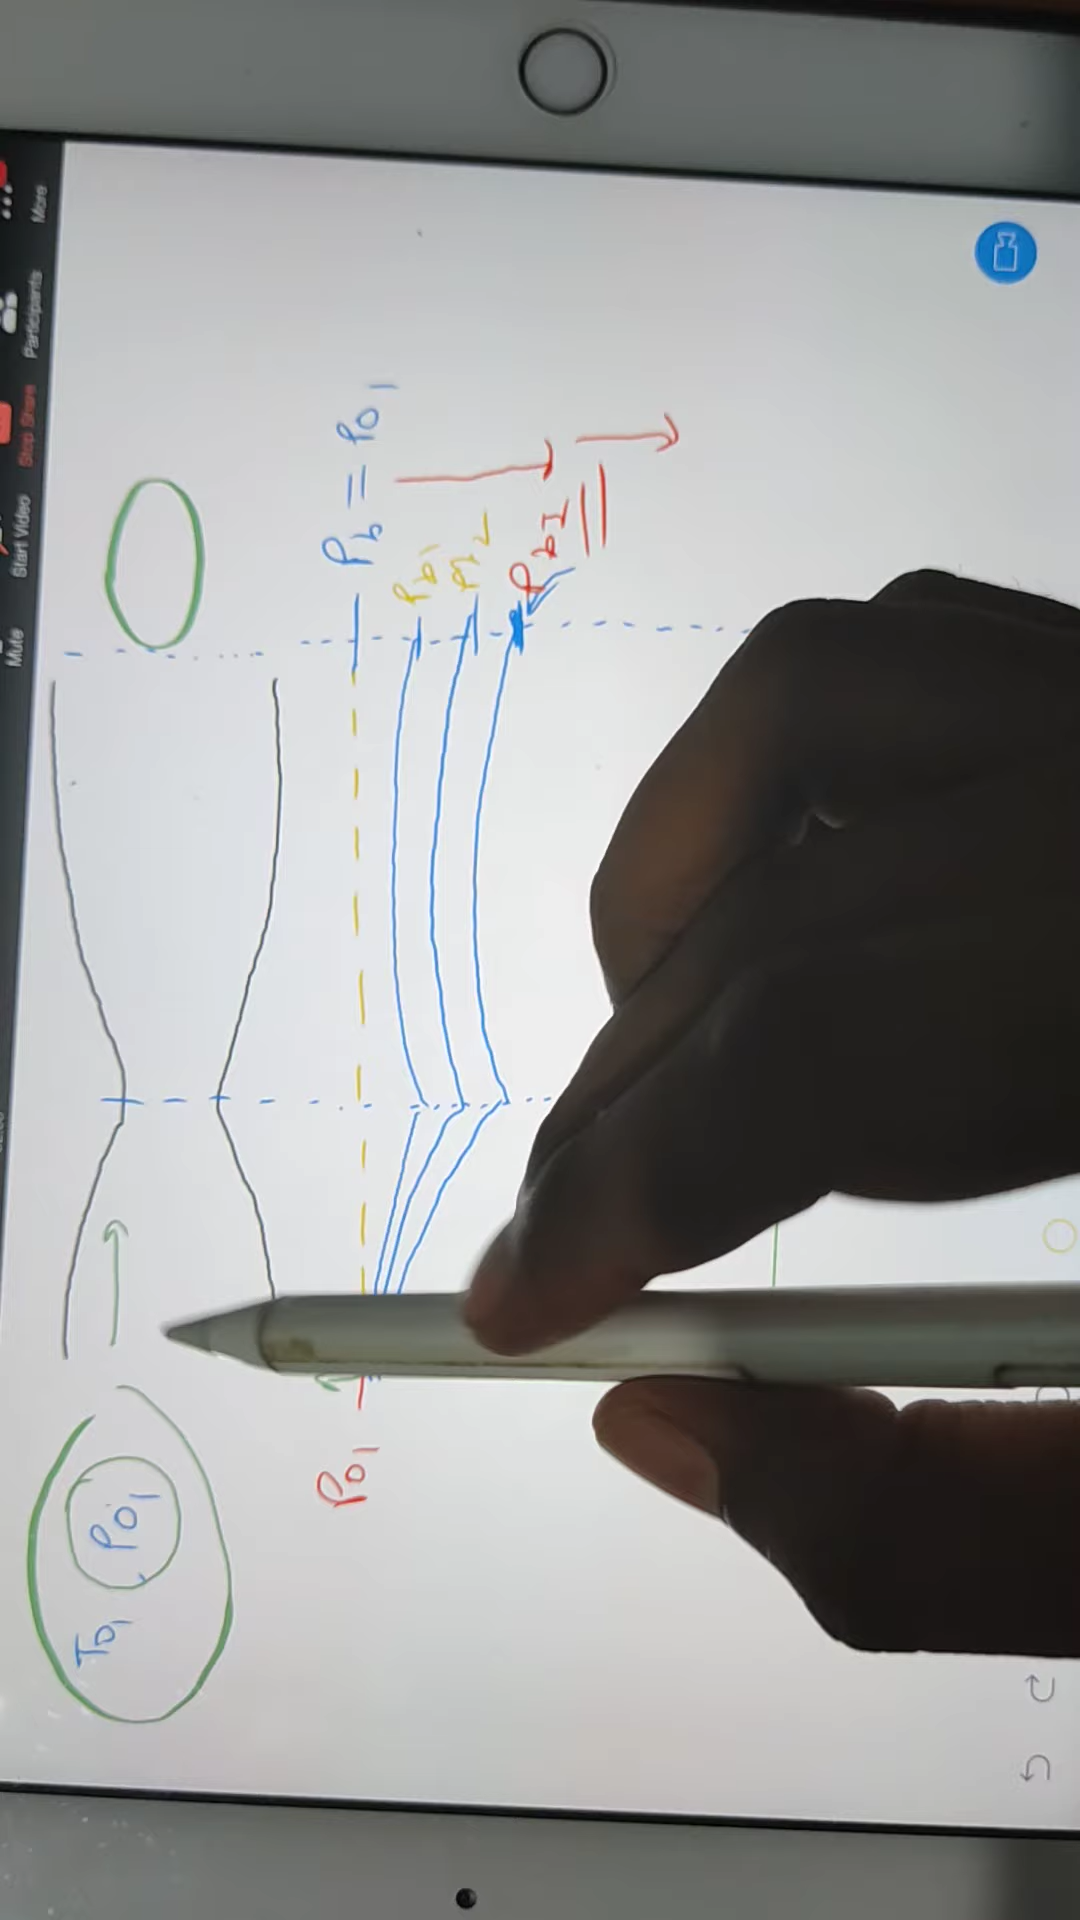 More
Participants
Stop Share
Start Video
Mute
T01 P01
P01
Pb = P01
Pb1
Pb2
PbI